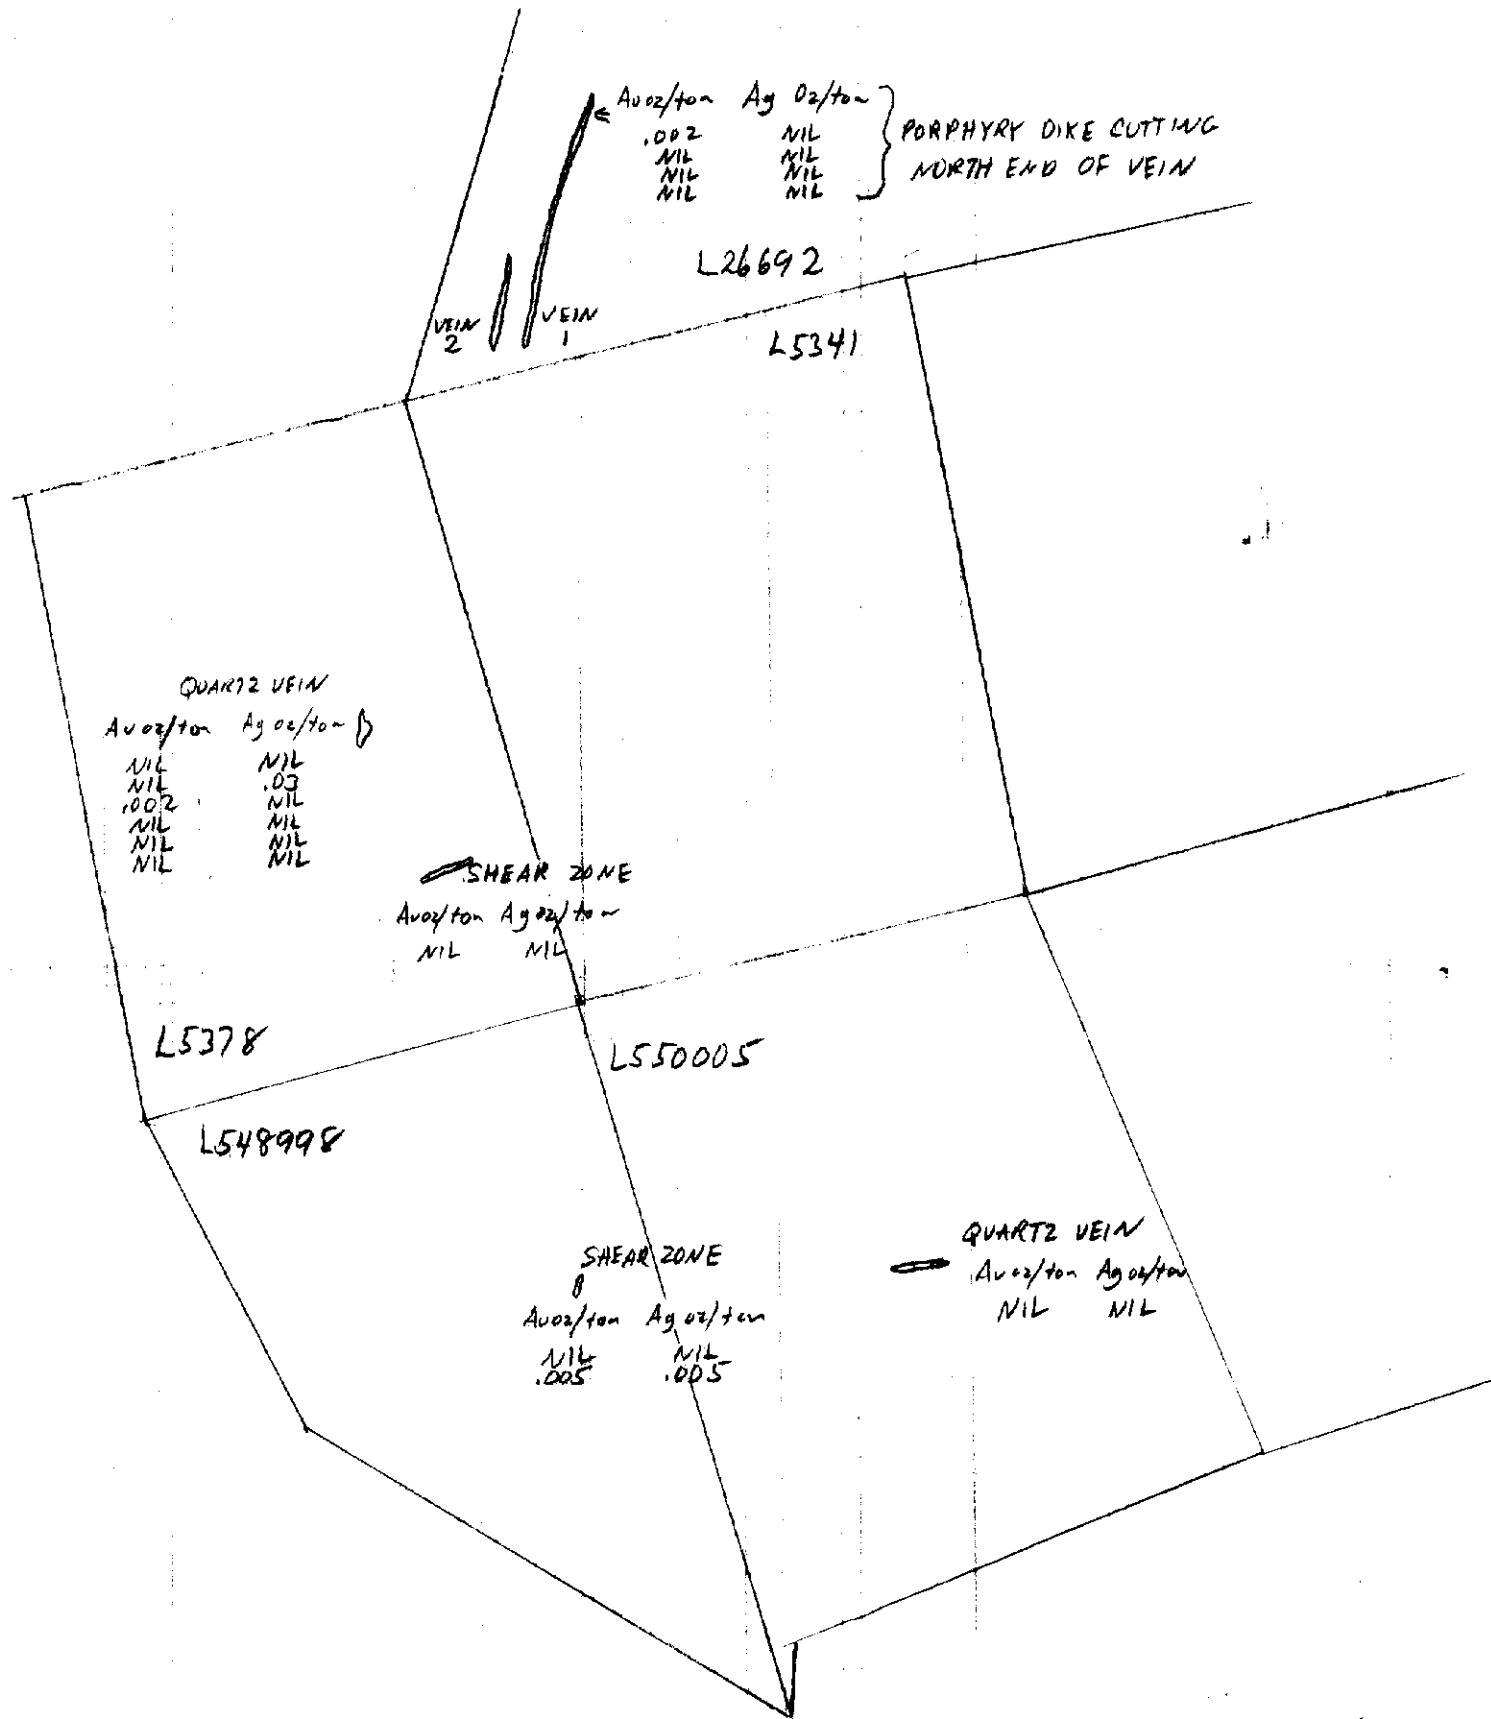 Au oz/ton Ag Oz/ton
.002 NIL
NIL NIL
NIL NIL
NIL NIL
PORPHYRY DIKE CUTTING
NORTH END OF VEIN
L26692
VEIN
2
VEIN
1
L5341
QUARTZ VEIN
Au oz/ton Ag oz/ton
NIL NIL
NIL .03
.002 NIL
NIL NIL
NIL NIL
NIL NIL
SHEAR ZONE
Au oz/ton Ag oz/ton
NIL NIL
L5378
L550005
L548998
SHEAR ZONE
Au oz/ton Ag oz/ton
NIL NIL
.005 .005
QUARTZ VEIN
Au oz/ton Ag oz/ton
NIL NIL